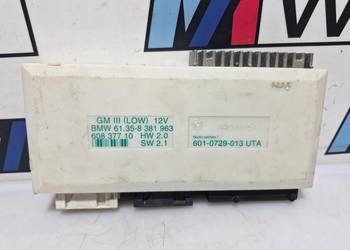 GM III (LOW) 12V
BMW 61.35-8 381 963
608 377 10 HW 2.0
SW 2.1
601-0729-013 UTA